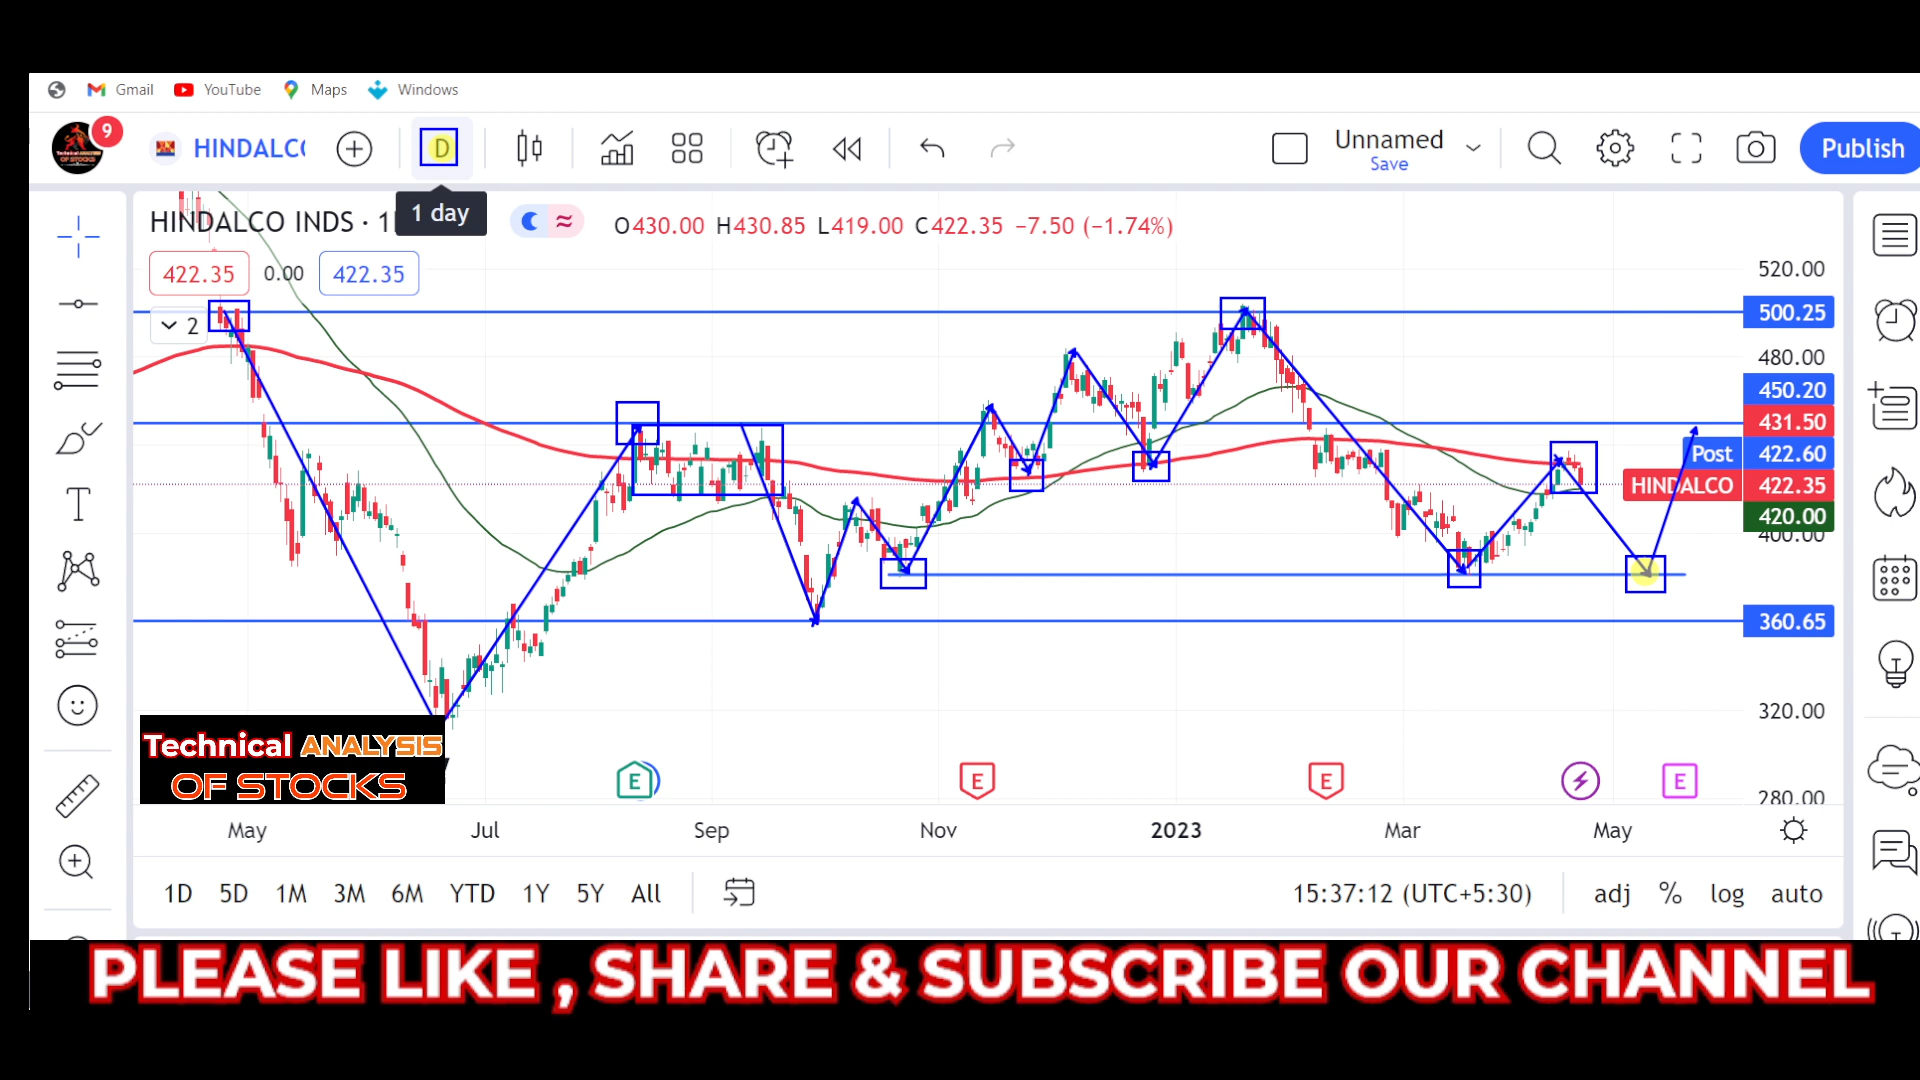 Gmail YouTube Maps Windows
9 HINDALC D Unnamed Save Publish
1 day
HINDALCO INDS · 1 O430.00 H430.85 L419.00 C422.35 −7.50 (−1.74%)
422.35 0.00 422.35
2
520.00
500.25
480.00
450.20
431.50
Post 422.60
HINDALCO 422.35
420.00
400.00
360.65
320.00
280.00
Technical ANALYSIS
OF STOCKS
E E E E
May Jul Sep Nov 2023 Mar May
1D 5D 1M 3M 6M YTD 1Y 5Y All 15:37:12 (UTC+5:30) adj % log auto
PLEASE LIKE , SHARE & SUBSCRIBE OUR CHANNEL